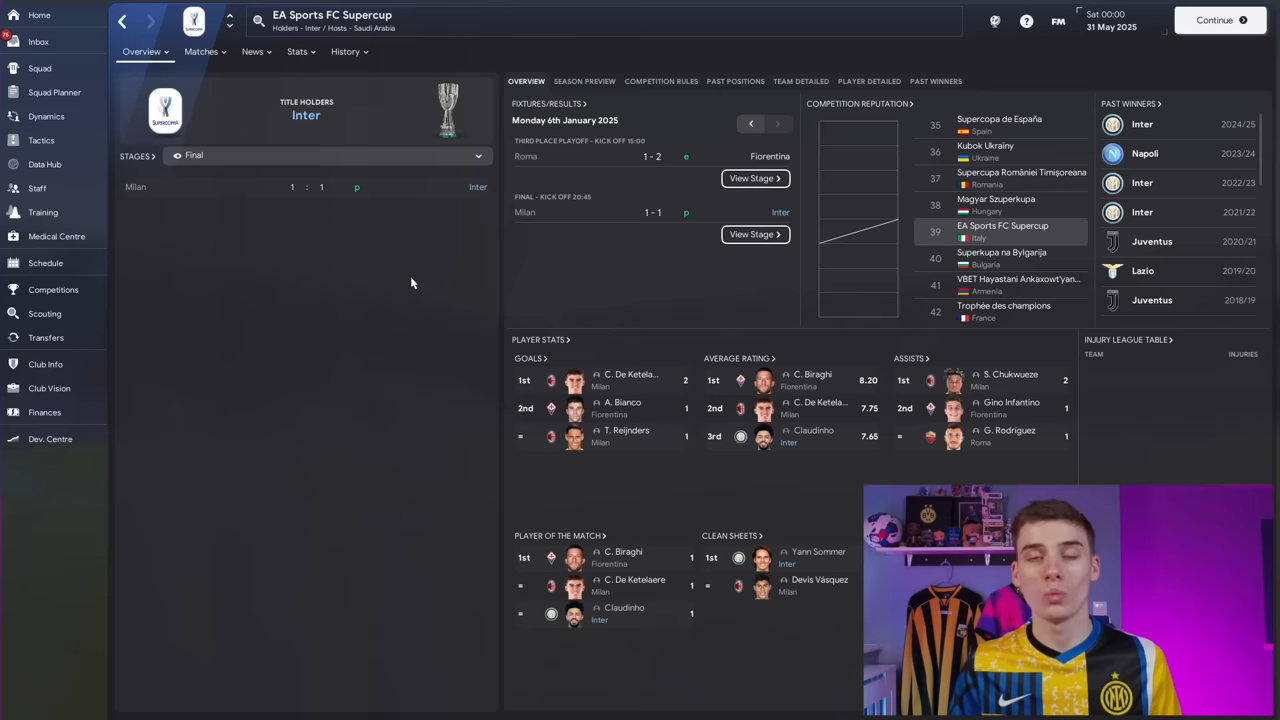 Home
75
Inbox
Squad
Squad Planner
Dynamics
Tactics
Data Hub
Staff
Training
Medical Centre
Schedule
Competitions
Scouting
Transfers
Club Info
Club Vision
Finances
Dev. Centre
EA Sports FC Supercup
Holders - Inter / Hosts - Saudi Arabia
FM
Sat 00:00
31 May 2025
Continue
Overview
Matches
News
Stats
History
SUPERCOPPA
TITLE HOLDERS
Inter
STAGES
Final
Milan 1 : 1 p Inter
OVERVIEW
SEASON PREVIEW
COMPETITION RULES
PAST POSITIONS
TEAM DETAILED
PLAYER DETAILED
PAST WINNERS
FIXTURES/RESULTS
Monday 6th January 2025
THIRD PLACE PLAYOFF - KICK OFF 15:00
Roma 1 - 2 e Fiorentina
View Stage
FINAL - KICK OFF 20:45
Milan 1 - 1 p Inter
View Stage
COMPETITION REPUTATION
35 Supercopa de España
Spain
36 Kubok Ukrainy
Ukraine
37 Supercupa României Timișoreana
Romania
38 Magyar Szuperkupa
Hungary
39 EA Sports FC Supercup
Italy
40 Superkupa na Bylgarija
Bulgaria
41 VBET Hayastani Ankaxowt'yan...
Armenia
42 Trophée des champions
France
PAST WINNERS
Inter 2024/25
Napoli 2023/24
Inter 2022/23
Inter 2021/22
Juventus 2020/21
Lazio 2019/20
Juventus 2018/19
PLAYER STATS
GOALS
1st C. De Ketela... 2
Milan
2nd A. Bianco 1
Fiorentina
= T. Reijnders 1
Milan
AVERAGE RATING
1st C. Biraghi 8.20
Fiorentina
2nd C. De Ketela... 7.75
Milan
3rd Claudinho 7.65
Inter
ASSISTS
1st S. Chukwueze 2
Milan
2nd Gino Infantino 1
Fiorentina
= G. Rodríguez 1
Roma
INJURY LEAGUE TABLE
TEAM INJURIES
PLAYER OF THE MATCH
1st C. Biraghi 1
Fiorentina
= C. De Ketelaere 1
Milan
= Claudinho 1
Inter
CLEAN SHEETS
1st Yann Sommer
Inter
= Devis Vásquez
Milan